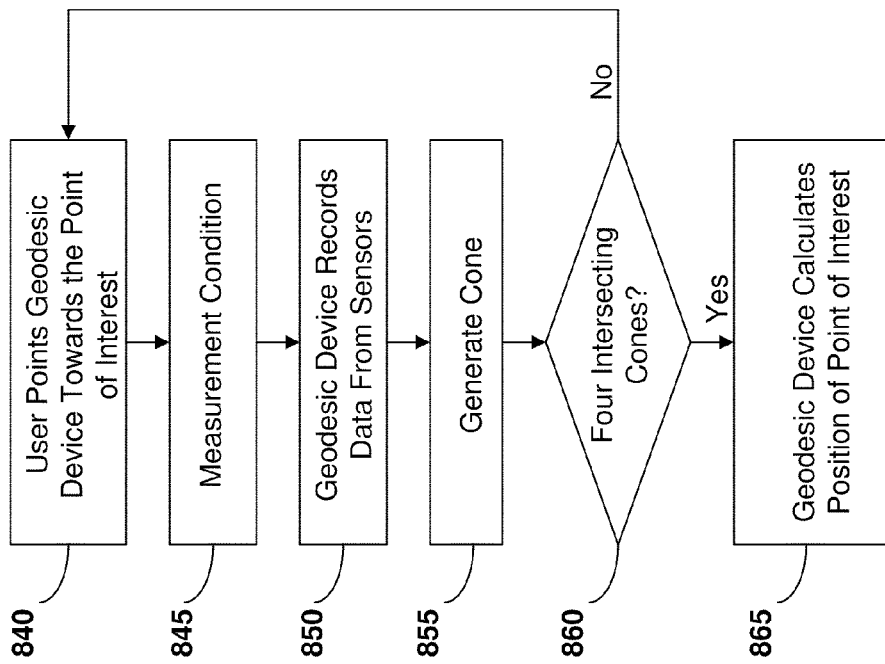 840
User Points Geodesic
Device Towards the Point
of Interest
845
Measurement Condition
850
Geodesic Device Records
Data From Sensors
855
Generate Cone
860
Four Intersecting
Cones?
No
Yes
865
Geodesic Device Calculates
Position of Point of Interest